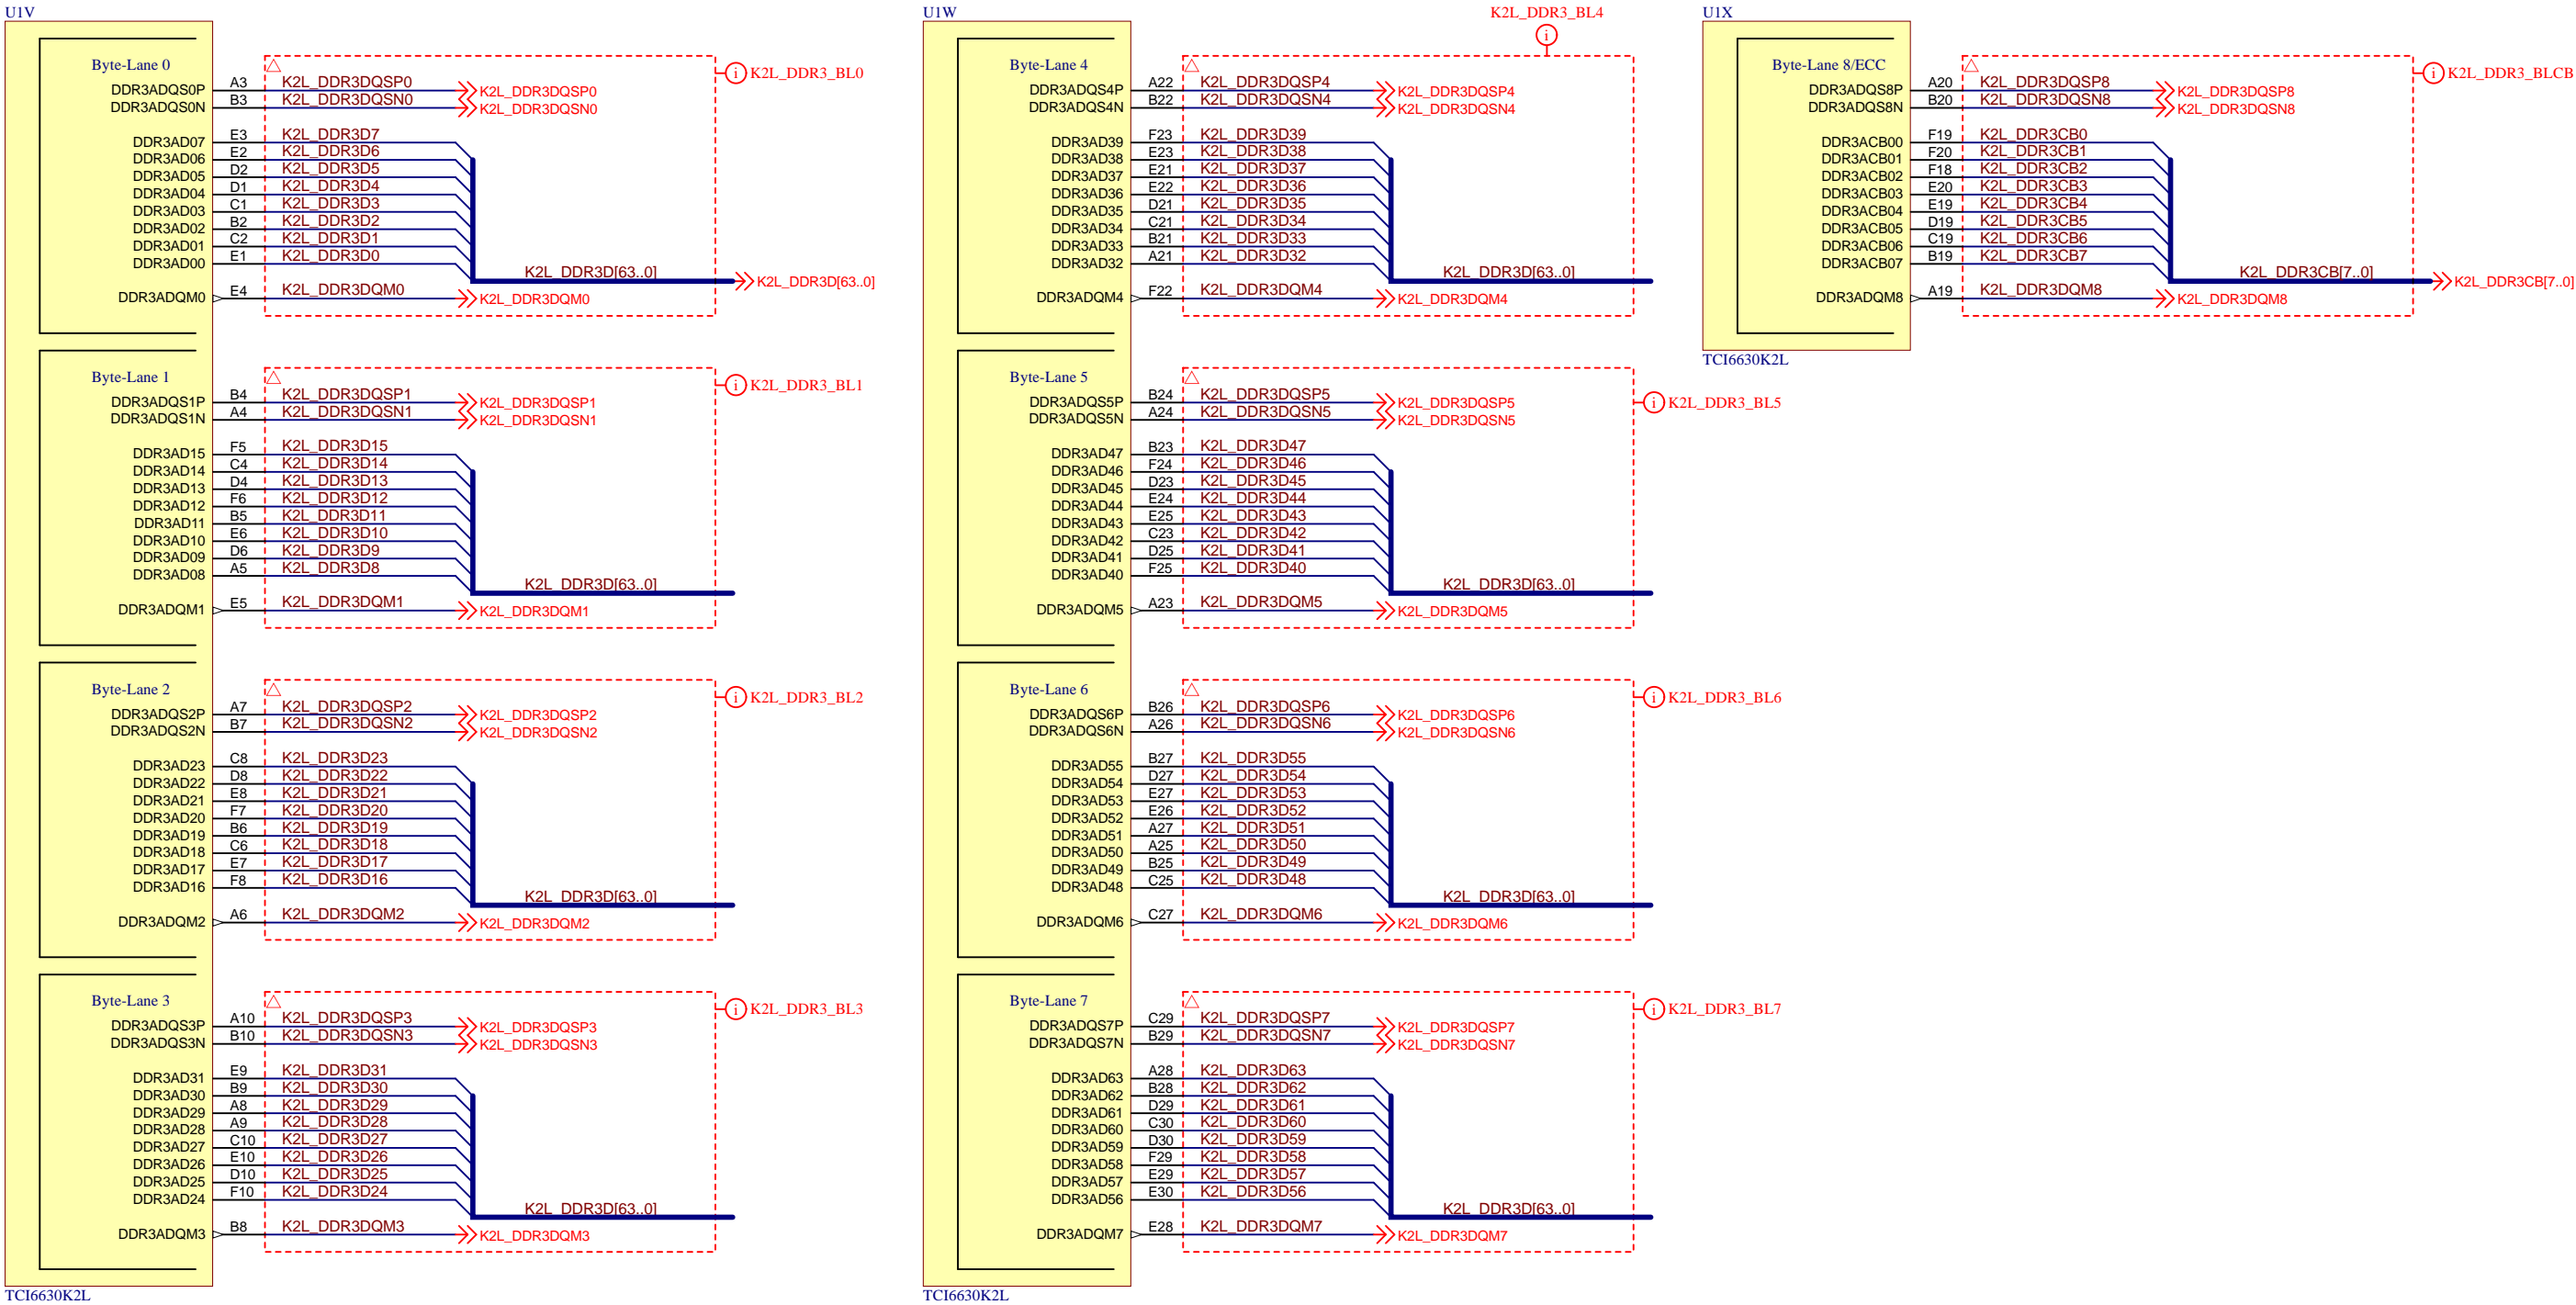 U1V
Byte-Lane 0
DDR3ADQS0P A3 K2L_DDR3DQSP0 K2L_DDR3DQSP0
DDR3ADQS0N B3 K2L_DDR3DQSN0 K2L_DDR3DQSN0
DDR3AD07 E3 K2L_DDR3D7
DDR3AD06 E2 K2L_DDR3D6
DDR3AD05 D2 K2L_DDR3D5
DDR3AD04 D1 K2L_DDR3D4
DDR3AD03 C1 K2L_DDR3D3
DDR3AD02 B2 K2L_DDR3D2
DDR3AD01 C2 K2L_DDR3D1
DDR3AD00 E1 K2L_DDR3D0
K2L_DDR3D[63..0] K2L_DDR3D[63..0]
DDR3ADQM0 E4 K2L_DDR3DQM0 K2L_DDR3DQM0
i K2L_DDR3_BL0
Byte-Lane 1
DDR3ADQS1P B4 K2L_DDR3DQSP1 K2L_DDR3DQSP1
DDR3ADQS1N A4 K2L_DDR3DQSN1 K2L_DDR3DQSN1
DDR3AD15 F5 K2L_DDR3D15
DDR3AD14 C4 K2L_DDR3D14
DDR3AD13 D4 K2L_DDR3D13
DDR3AD12 F6 K2L_DDR3D12
DDR3AD11 B5 K2L_DDR3D11
DDR3AD10 E6 K2L_DDR3D10
DDR3AD09 D6 K2L_DDR3D9
DDR3AD08 A5 K2L_DDR3D8
K2L_DDR3D[63..0]
DDR3ADQM1 E5 K2L_DDR3DQM1 K2L_DDR3DQM1
i K2L_DDR3_BL1
Byte-Lane 2
DDR3ADQS2P A7 K2L_DDR3DQSP2 K2L_DDR3DQSP2
DDR3ADQS2N B7 K2L_DDR3DQSN2 K2L_DDR3DQSN2
DDR3AD23 C8 K2L_DDR3D23
DDR3AD22 D8 K2L_DDR3D22
DDR3AD21 E8 K2L_DDR3D21
DDR3AD20 F7 K2L_DDR3D20
DDR3AD19 B6 K2L_DDR3D19
DDR3AD18 C6 K2L_DDR3D18
DDR3AD17 E7 K2L_DDR3D17
DDR3AD16 F8 K2L_DDR3D16
K2L_DDR3D[63..0]
DDR3ADQM2 A6 K2L_DDR3DQM2 K2L_DDR3DQM2
i K2L_DDR3_BL2
Byte-Lane 3
DDR3ADQS3P A10 K2L_DDR3DQSP3 K2L_DDR3DQSP3
DDR3ADQS3N B10 K2L_DDR3DQSN3 K2L_DDR3DQSN3
DDR3AD31 E9 K2L_DDR3D31
DDR3AD30 B9 K2L_DDR3D30
DDR3AD29 A8 K2L_DDR3D29
DDR3AD28 A9 K2L_DDR3D28
DDR3AD27 C10 K2L_DDR3D27
DDR3AD26 E10 K2L_DDR3D26
DDR3AD25 D10 K2L_DDR3D25
DDR3AD24 F10 K2L_DDR3D24
K2L_DDR3D[63..0]
DDR3ADQM3 B8 K2L_DDR3DQM3 K2L_DDR3DQM3
i K2L_DDR3_BL3
TCI6630K2L
U1W
K2L_DDR3_BL4
i
Byte-Lane 4
DDR3ADQS4P A22 K2L_DDR3DQSP4 K2L_DDR3DQSP4
DDR3ADQS4N B22 K2L_DDR3DQSN4 K2L_DDR3DQSN4
DDR3AD39 F23 K2L_DDR3D39
DDR3AD38 E23 K2L_DDR3D38
DDR3AD37 E21 K2L_DDR3D37
DDR3AD36 E22 K2L_DDR3D36
DDR3AD35 D21 K2L_DDR3D35
DDR3AD34 C21 K2L_DDR3D34
DDR3AD33 B21 K2L_DDR3D33
DDR3AD32 A21 K2L_DDR3D32
K2L_DDR3D[63..0]
DDR3ADQM4 F22 K2L_DDR3DQM4 K2L_DDR3DQM4
Byte-Lane 5
DDR3ADQS5P B24 K2L_DDR3DQSP5 K2L_DDR3DQSP5
DDR3ADQS5N A24 K2L_DDR3DQSN5 K2L_DDR3DQSN5
DDR3AD47 B23 K2L_DDR3D47
DDR3AD46 F24 K2L_DDR3D46
DDR3AD45 D23 K2L_DDR3D45
DDR3AD44 E24 K2L_DDR3D44
DDR3AD43 E25 K2L_DDR3D43
DDR3AD42 C23 K2L_DDR3D42
DDR3AD41 D25 K2L_DDR3D41
DDR3AD40 F25 K2L_DDR3D40
K2L_DDR3D[63..0]
DDR3ADQM5 A23 K2L_DDR3DQM5 K2L_DDR3DQM5
i K2L_DDR3_BL5
Byte-Lane 6
DDR3ADQS6P B26 K2L_DDR3DQSP6 K2L_DDR3DQSP6
DDR3ADQS6N A26 K2L_DDR3DQSN6 K2L_DDR3DQSN6
DDR3AD55 B27 K2L_DDR3D55
DDR3AD54 D27 K2L_DDR3D54
DDR3AD53 E27 K2L_DDR3D53
DDR3AD52 E26 K2L_DDR3D52
DDR3AD51 A27 K2L_DDR3D51
DDR3AD50 A25 K2L_DDR3D50
DDR3AD49 B25 K2L_DDR3D49
DDR3AD48 C25 K2L_DDR3D48
K2L_DDR3D[63..0]
DDR3ADQM6 C27 K2L_DDR3DQM6 K2L_DDR3DQM6
i K2L_DDR3_BL6
Byte-Lane 7
DDR3ADQS7P C29 K2L_DDR3DQSP7 K2L_DDR3DQSP7
DDR3ADQS7N B29 K2L_DDR3DQSN7 K2L_DDR3DQSN7
DDR3AD63 A28 K2L_DDR3D63
DDR3AD62 B28 K2L_DDR3D62
DDR3AD61 D29 K2L_DDR3D61
DDR3AD60 C30 K2L_DDR3D60
DDR3AD59 D30 K2L_DDR3D59
DDR3AD58 F29 K2L_DDR3D58
DDR3AD57 E29 K2L_DDR3D57
DDR3AD56 E30 K2L_DDR3D56
K2L_DDR3D[63..0]
DDR3ADQM7 E28 K2L_DDR3DQM7 K2L_DDR3DQM7
i K2L_DDR3_BL7
TCI6630K2L
U1X
Byte-Lane 8/ECC
DDR3ADQS8P A20 K2L_DDR3DQSP8 K2L_DDR3DQSP8
DDR3ADQS8N B20 K2L_DDR3DQSN8 K2L_DDR3DQSN8
DDR3ACB00 F19 K2L_DDR3CB0
DDR3ACB01 F20 K2L_DDR3CB1
DDR3ACB02 F18 K2L_DDR3CB2
DDR3ACB03 E20 K2L_DDR3CB3
DDR3ACB04 E19 K2L_DDR3CB4
DDR3ACB05 D19 K2L_DDR3CB5
DDR3ACB06 C19 K2L_DDR3CB6
DDR3ACB07 B19 K2L_DDR3CB7
K2L_DDR3CB[7..0] K2L_DDR3CB[7..0]
DDR3ADQM8 A19 K2L_DDR3DQM8 K2L_DDR3DQM8
i K2L_DDR3_BLCB
TCI6630K2L